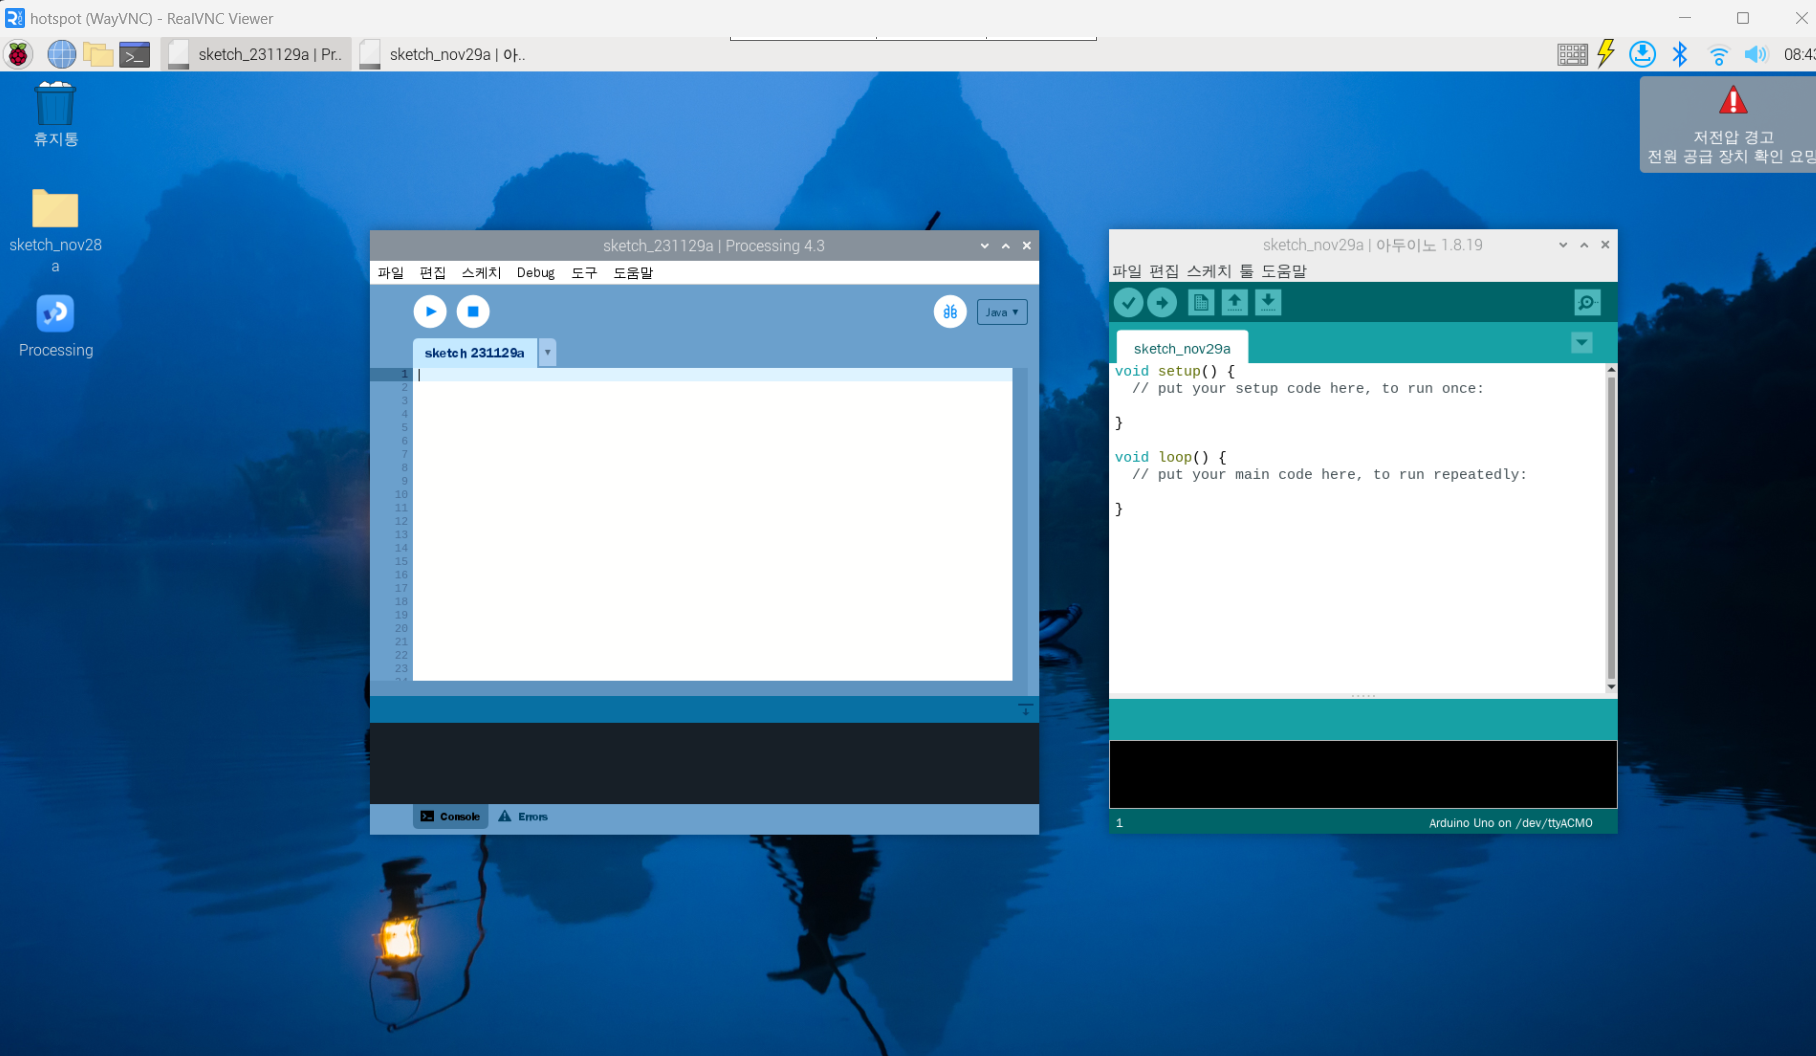 hotspot (WayVNC) - RealVNC Viewer
sketch_231129a | Pr..
sketch_nov29a | 아..
휴지통
저전압 경고
전원 공급 장치 확인 요망
sketch_nov28
a
Processing
sketch_231129a | Processing 4.3
파일 편집 스케치 Debug 도구 도움말
Java
sketch 231129a
1
2
3
4
5
6
7
8
9
10
11
12
13
14
15
16
17
18
19
20
21
22
23
Console
Errors
sketch_nov29a | 아두이노 1.8.19
파일 편집 스케치 툴 도움말
sketch_nov29a
void setup() {
// put your setup code here, to run once:
}
void loop() {
// put your main code here, to run repeatedly:
}
1
Arduino Uno on /dev/ttyACM0